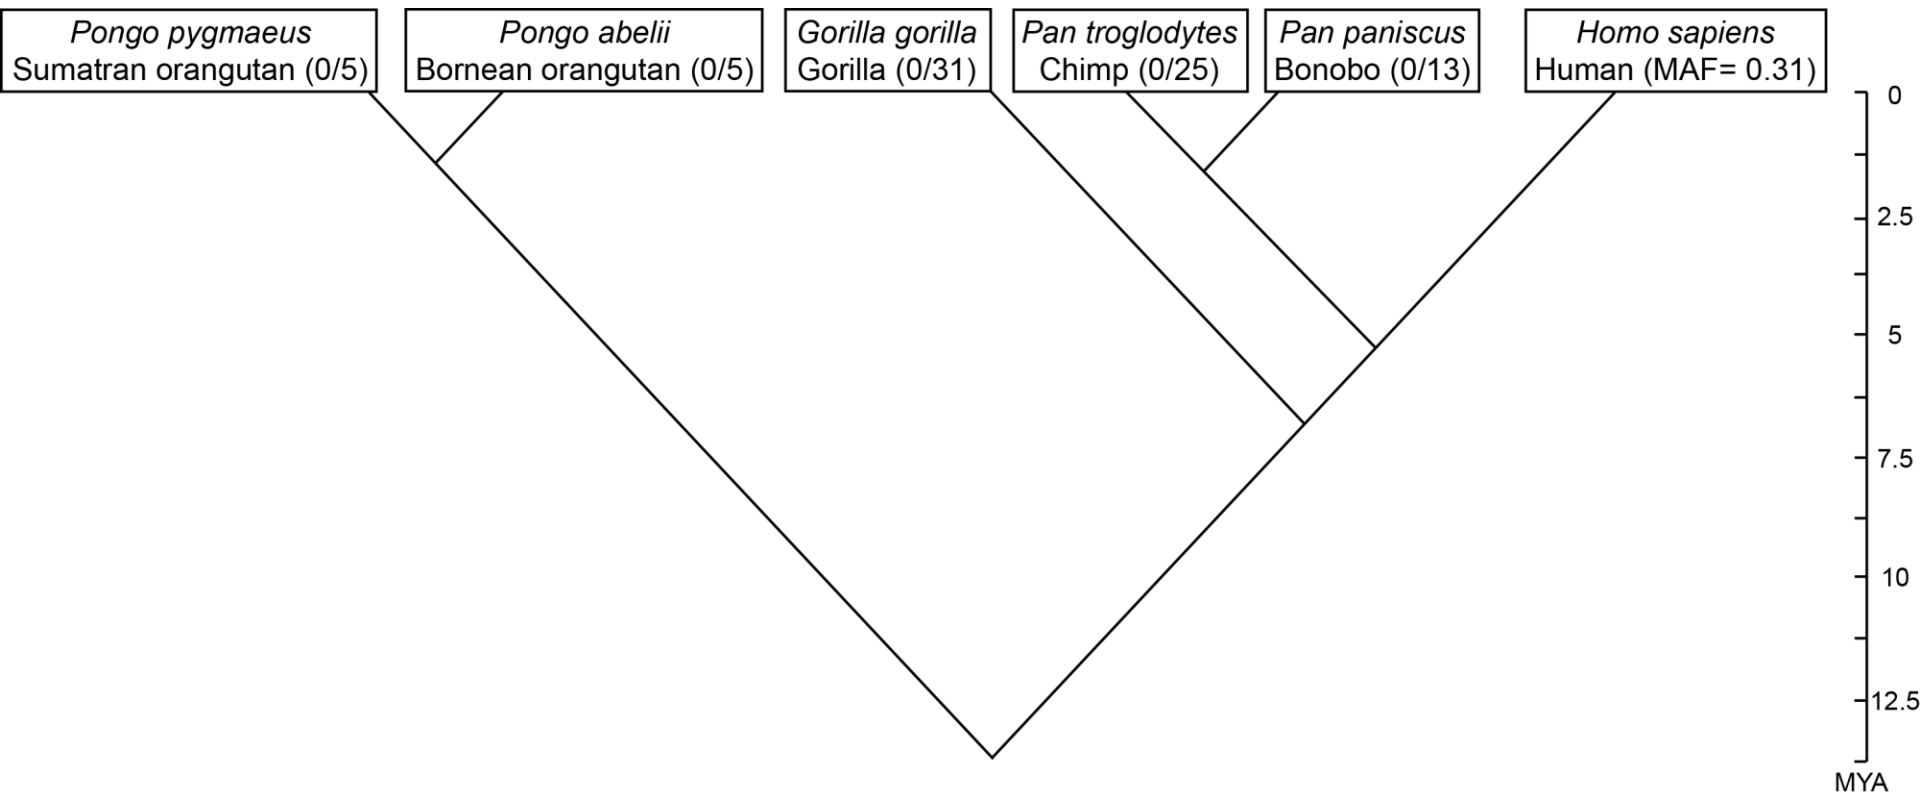 Pongo pygmaeus
Sumatran orangutan (0/5)
Pongo abelii
Bornean orangutan (0/5)
Gorilla gorilla
Gorilla (0/31)
Pan troglodytes
Chimp (0/25)
Pan paniscus
Bonobo (0/13)
Homo sapiens
Human (MAF= 0.31)
0
2.5
5
7.5
10
12.5
MYA